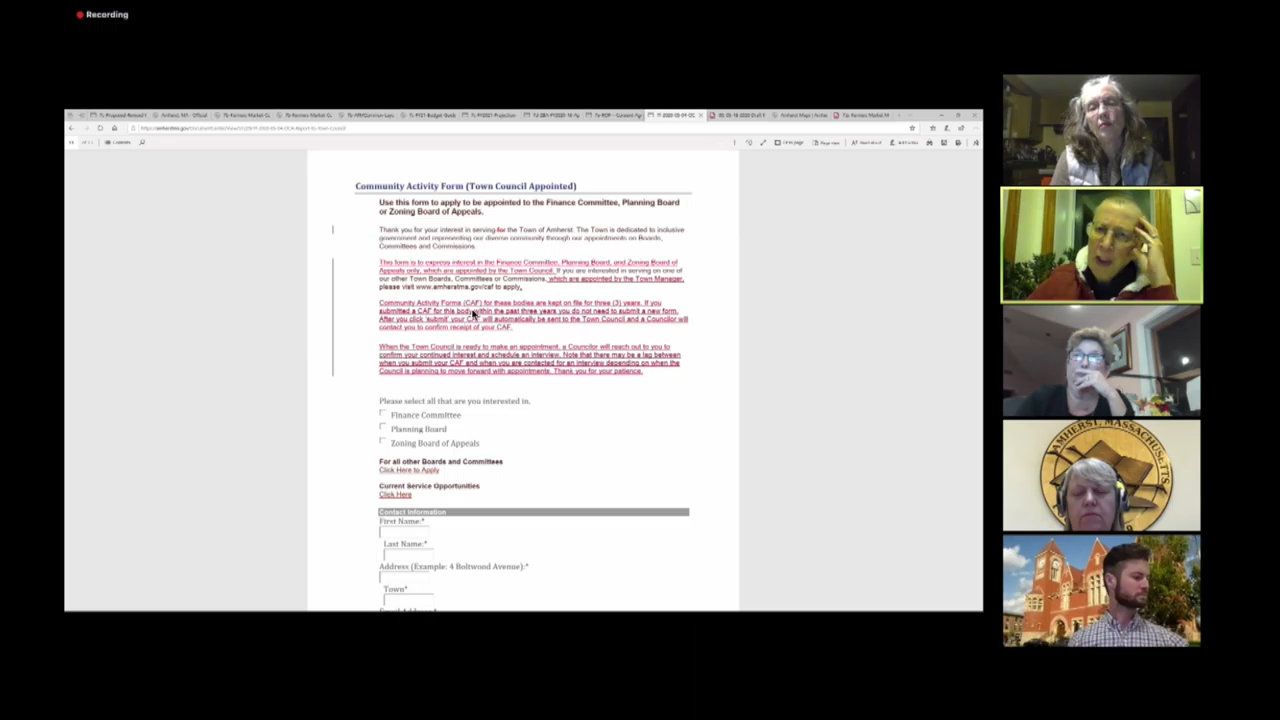 Recording
Community Activity Form (Town Council Appointed)
Use this form to apply to be appointed to the Finance Committee, Planning Board
or Zoning Board of Appeals.
Thank you for your interest in serving for the Town of Amherst. The Town is dedicated to inclusive
government and representing our diverse community through our appointments on Boards,
Committees and Commissions.
This form is to express interest in the Finance Committee, Planning Board, and Zoning Board of
Appeals only, which are appointed by the Town Council. If you are interested in serving on one of
our other Town Boards, Committees or Commissions, which are appointed by the Town Manager,
please visit www.amherstma.gov/caf to apply.
Community Activity Forms (CAF) for these bodies are kept on file for three (3) years. If you
submitted a CAF for this body within the past three years you do not need to submit a new form.
After you click 'submit' your CAF will automatically be sent to the Town Council and a Councilor will
contact you to confirm receipt of your CAF.
When the Town Council is ready to make an appointment, a Councilor will reach out to you to
confirm your continued interest and schedule an interview. Note that there may be a lag between
when you submit your CAF and when you are contacted for an interview depending on when the
Council is planning to move forward with appointments. Thank you for your patience.
Please select all that are you interested in.
Finance Committee
Planning Board
Zoning Board of Appeals
For all other Boards and Committees
Click Here to Apply
Current Service Opportunities
Click Here
Contact Information
First Name:*
Last Name:*
Address (Example: 4 Boltwood Avenue):*
Town*
AMHERST, MASSACHUSETTS